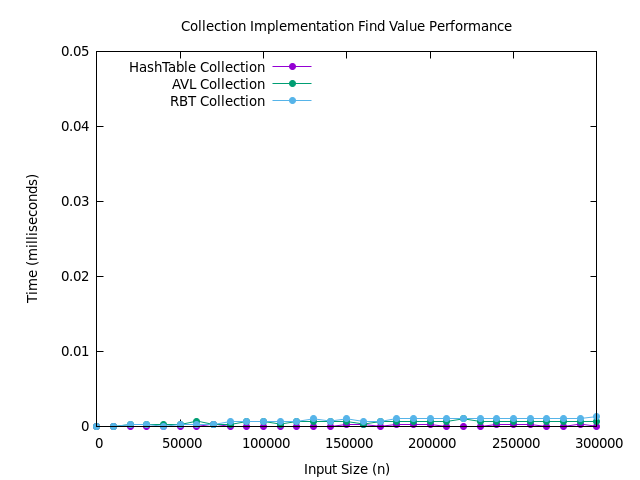 Collection Implementation Find Value Performance
0.05
HashTable Collection
AVL Collection
RBT Collection
0.04
0.03
Time (milliseconds)
0.02
0.01
0
0 50000 100000 150000 200000 250000 300000
Input Size (n)